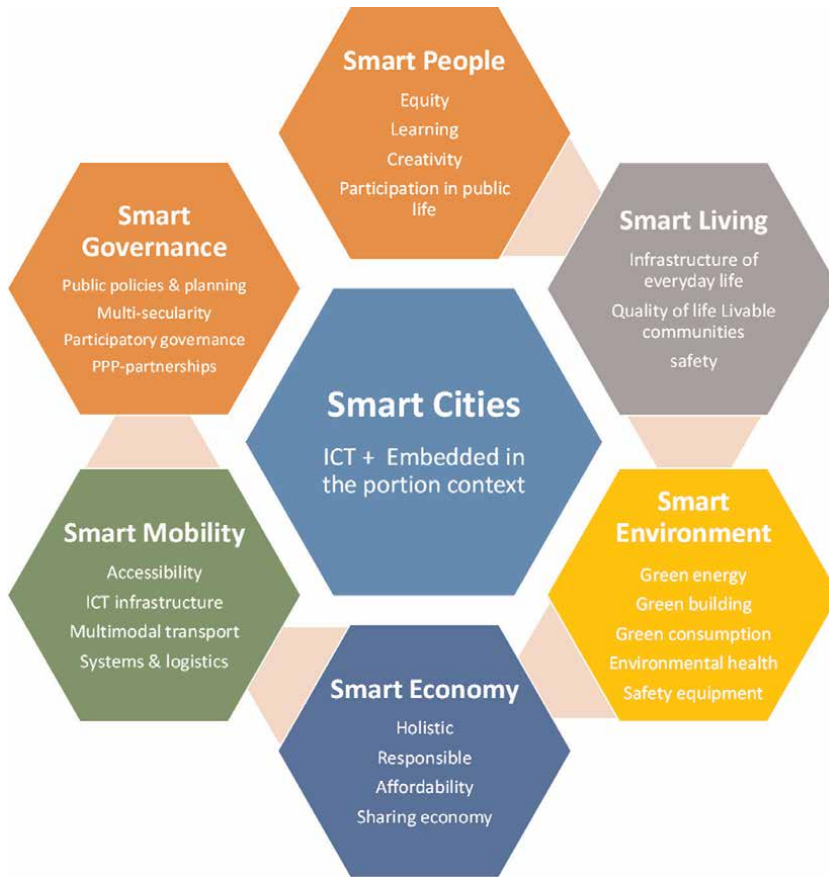 Smart People
Equity
Learning
Creativity
Participation in public
life
Smart
Governance
Public policies & planning
Multi-secularity
Participatory governance
PPP-partnerships
Smart Living
Infrastructure of
everyday life
Quality of life Livable
communities
safety
Smart Cities
ICT + Embedded in
the portion context
Smart Mobility
Accessibility
ICT infrastructure
Multimodal transport
Systems & logistics
Smart
Environment
Green energy
Green building
Green consumption
Environmental health
Safety equipment
Smart Economy
Holistic
Responsible
Affordability
Sharing economy